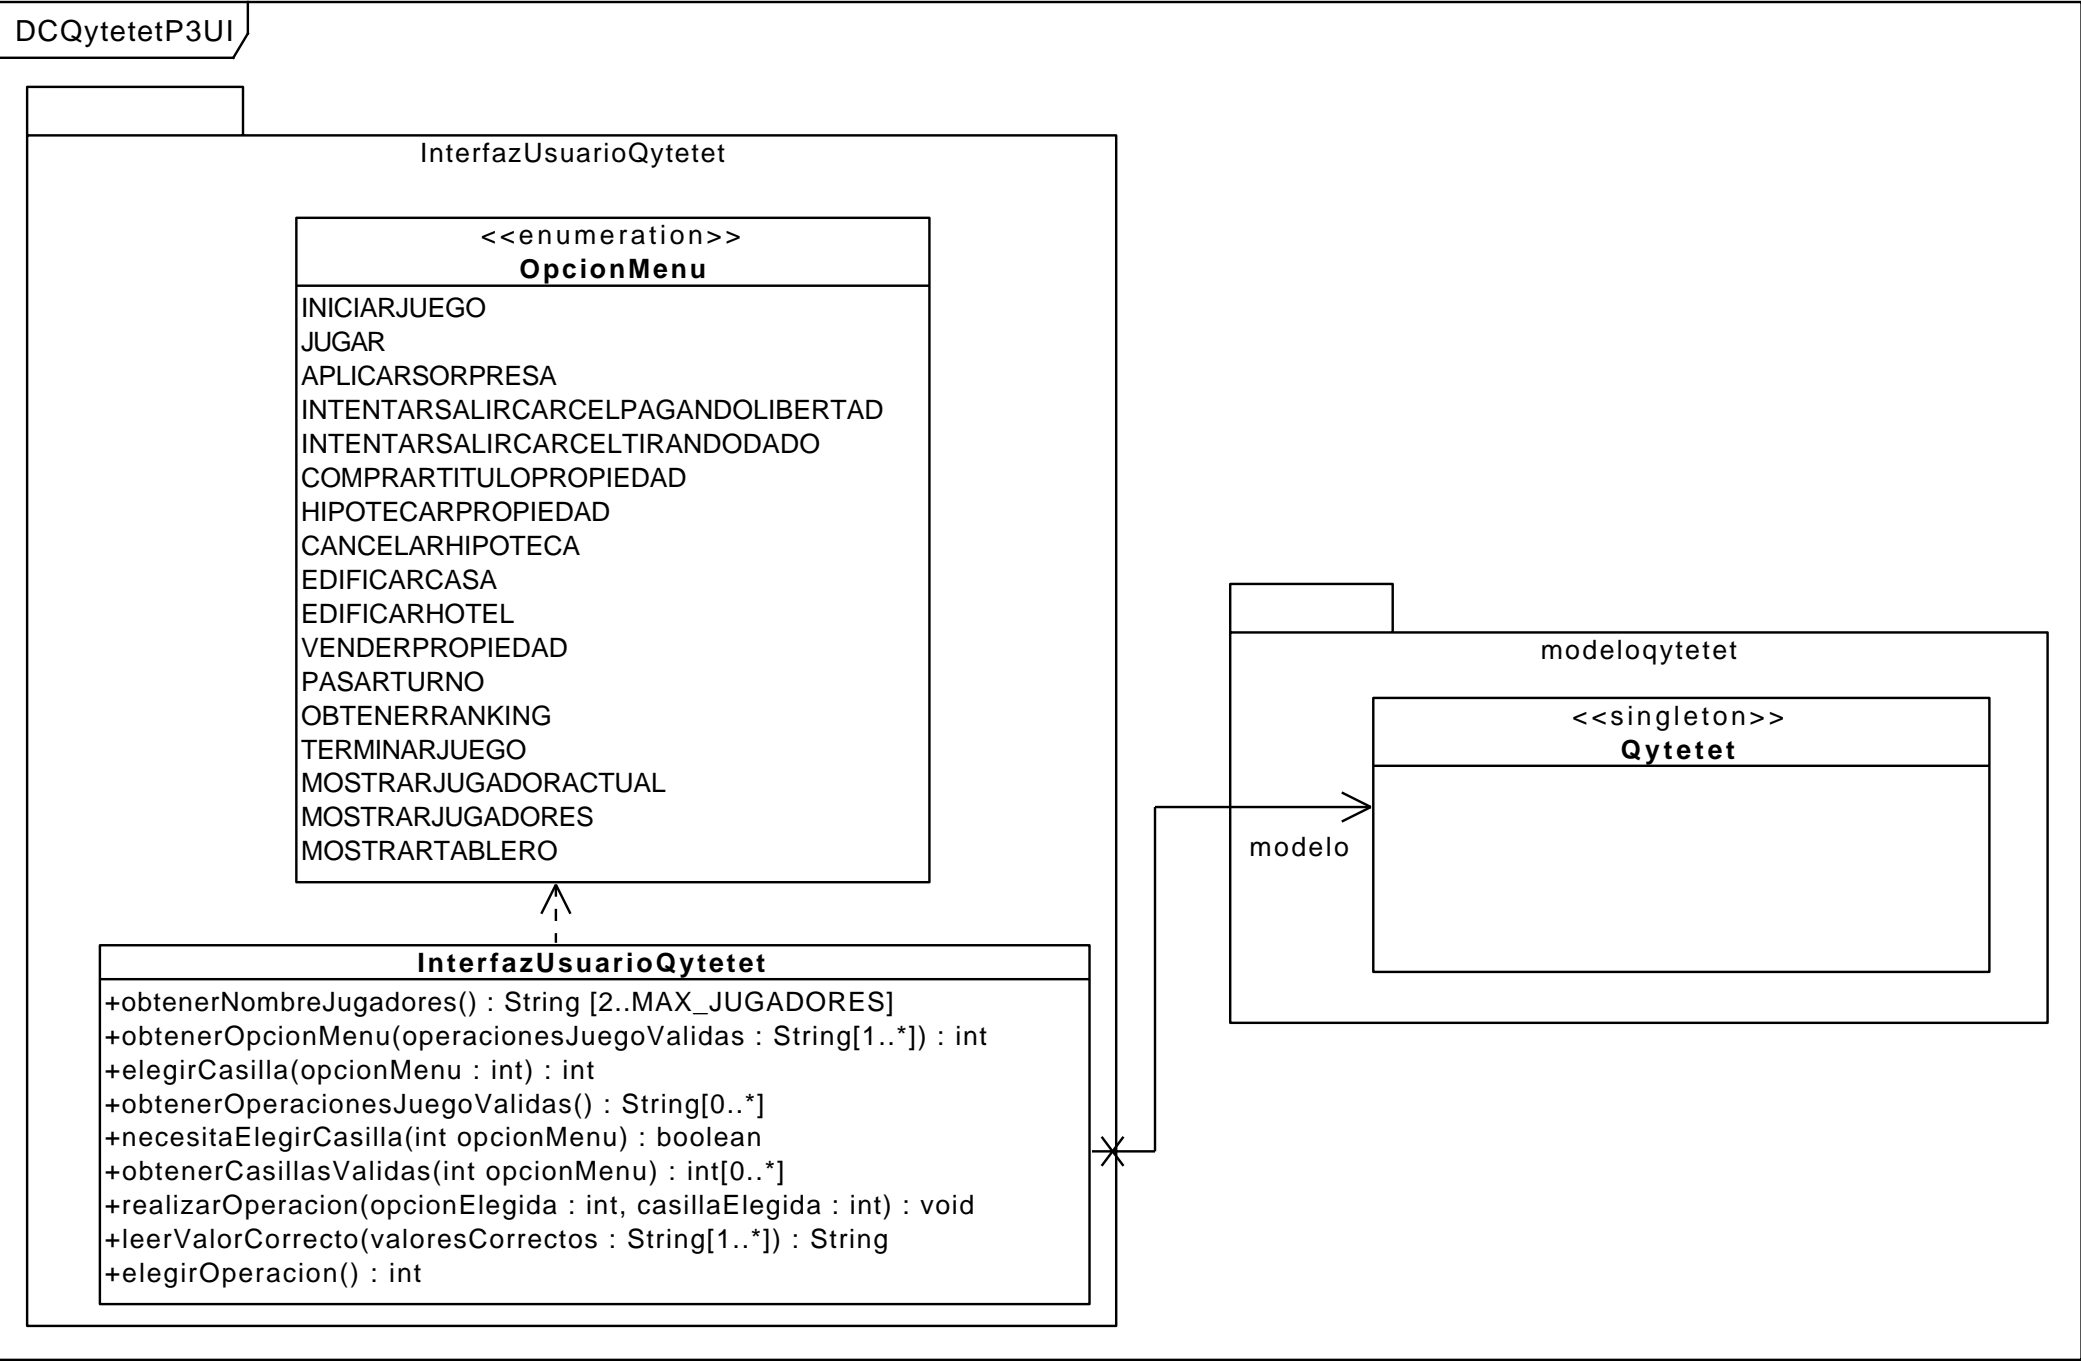 DCQytetetP3UI
InterfazUsuarioQytetet
<<enumeration>>
OpcionMenu
INICIARJUEGO
JUGAR
APLICARSORPRESA
INTENTARSALIRCARCELPAGANDOLIBERTAD
INTENTARSALIRCARCELTIRANDODADO
COMPRARTITULOPROPIEDAD
HIPOTECARPROPIEDAD
CANCELARHIPOTECA
EDIFICARCASA
EDIFICARHOTEL
VENDERPROPIEDAD
PASARTURNO
OBTENERRANKING
TERMINARJUEGO
MOSTRARJUGADORACTUAL
MOSTRARJUGADORES
MOSTRARTABLERO
InterfazUsuarioQytetet
+obtenerNombreJugadores() : String [2..MAX_JUGADORES]
+obtenerOpcionMenu(operacionesJuegoValidas : String[1..*]) : int
+elegirCasilla(opcionMenu : int) : int
+obtenerOperacionesJuegoValidas() : String[0..*]
+necesitaElegirCasilla(int opcionMenu) : boolean
+obtenerCasillasValidas(int opcionMenu) : int[0..*]
+realizarOperacion(opcionElegida : int, casillaElegida : int) : void
+leerValorCorrecto(valoresCorrectos : String[1..*]) : String
+elegirOperacion() : int
modeloqytetet
<<singleton>>
Qytetet
modelo